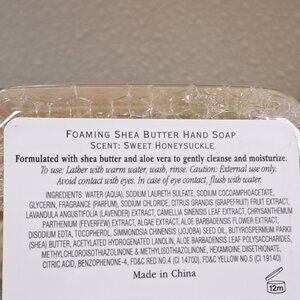 FOAMING SHEA BUTTER HAND SOAP
SCENT: SWEET HONEYSUCKLE
Formulated with shea butter and aloe vera to gently cleanse and moisturize.
To use: Lather with warm water, wash, rinse. Caution: External use only.
Avoid contact with eyes. In case of eye contact, flush with water.
INGREDIENTS: WATER (AQUA), SODIUM LAURETH SULFATE, SODIUM COCOAMPHOACETATE,
GLYCERIN, FRAGRANCE (PARFUM), SODIUM CHLORIDE, CITRUS GRANDIS (GRAPEFRUIT) FRUIT EXTRACT,
LAVANDULA ANGUSTIFOLIA (LAVENDER) EXTRACT, CAMELLIA SINENSIS LEAF EXTRACT, CHRYSANTHEMUM
PARTHENIUM (FEVERFEW) EXTRACT, ALGAE EXTRACT, ALOE BARBADENSIS FLOWER EXTRACT,
DISODIUM EDTA, TOCOPHEROL, SIMMONDSIA CHINENSIS (JOJOBA) SEED OIL, BUTYROSPERMUM PARKII
(SHEA) BUTTER, ACETYLATED HYDROGENATED LANOLIN, ALOE BARBADENSIS LEAF POLYSACCHARIDES,
METHYLCHLOROISOTHIAZOLINONE & METHYLISOTHIAZOLINONE, HEXAMIDINE DIISETHIONATE,
CITRIC ACID, BENZOPHENONE-4, FD&C RED NO.4 (CI 14700), FD&C YELLOW NO.5 (CI 19140)
Made in China
12m